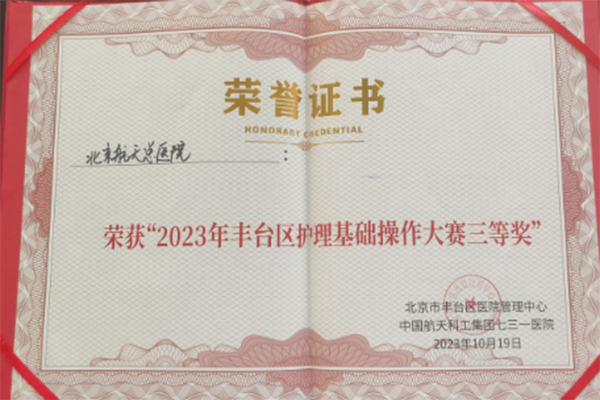 荣誉证书
HONORARY CREDENTIAL
北京航天总医院：
荣获“2023年丰台区护理基础操作大赛三等奖”
北京市丰台区医院管理中心
中国航天科工集团七三一医院
2023年10月19日